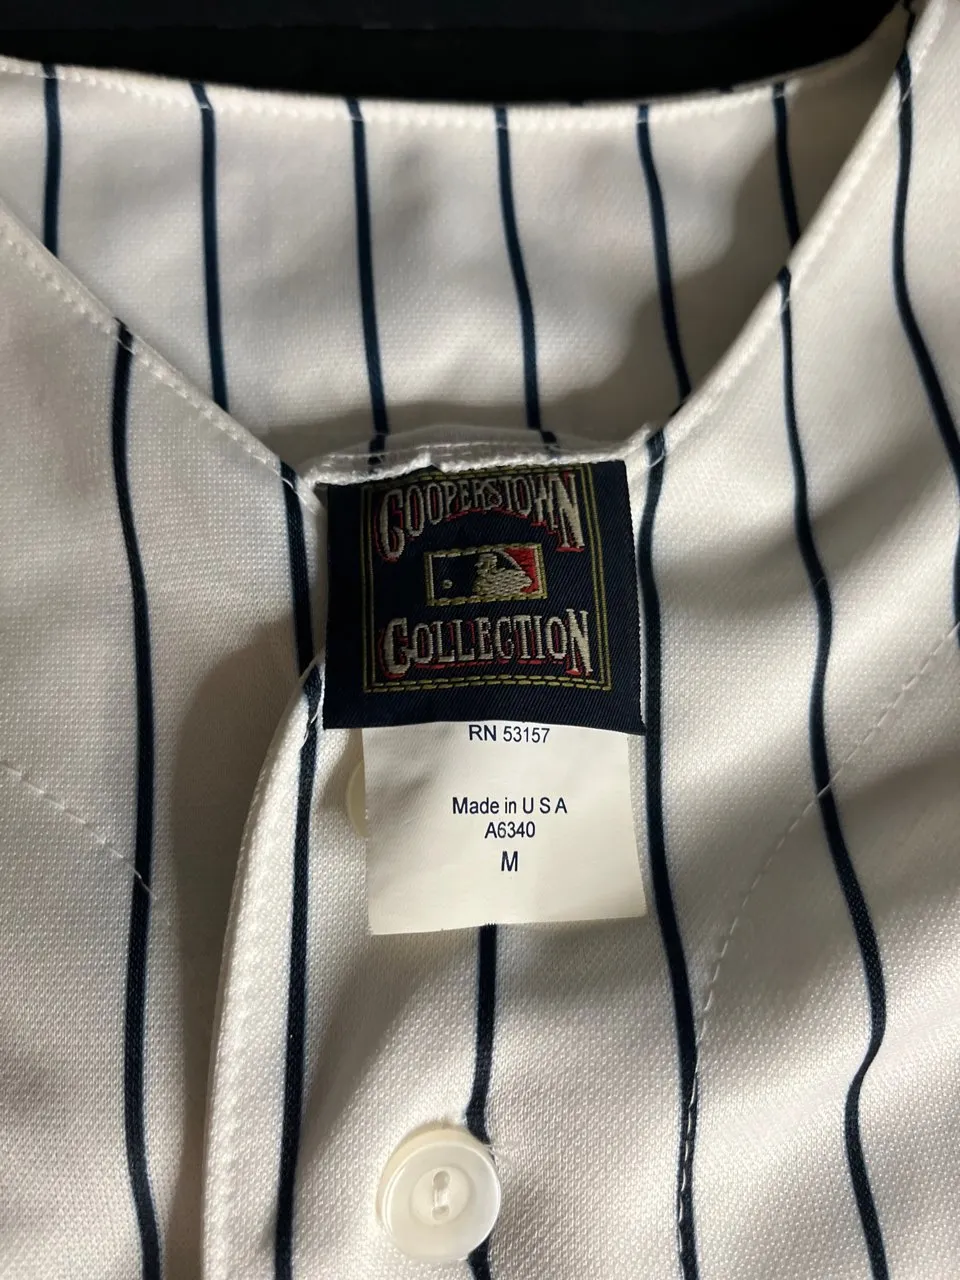 COOPERSTOWN
COLLECTION
RN 53157
Made in U S A
A6340
M